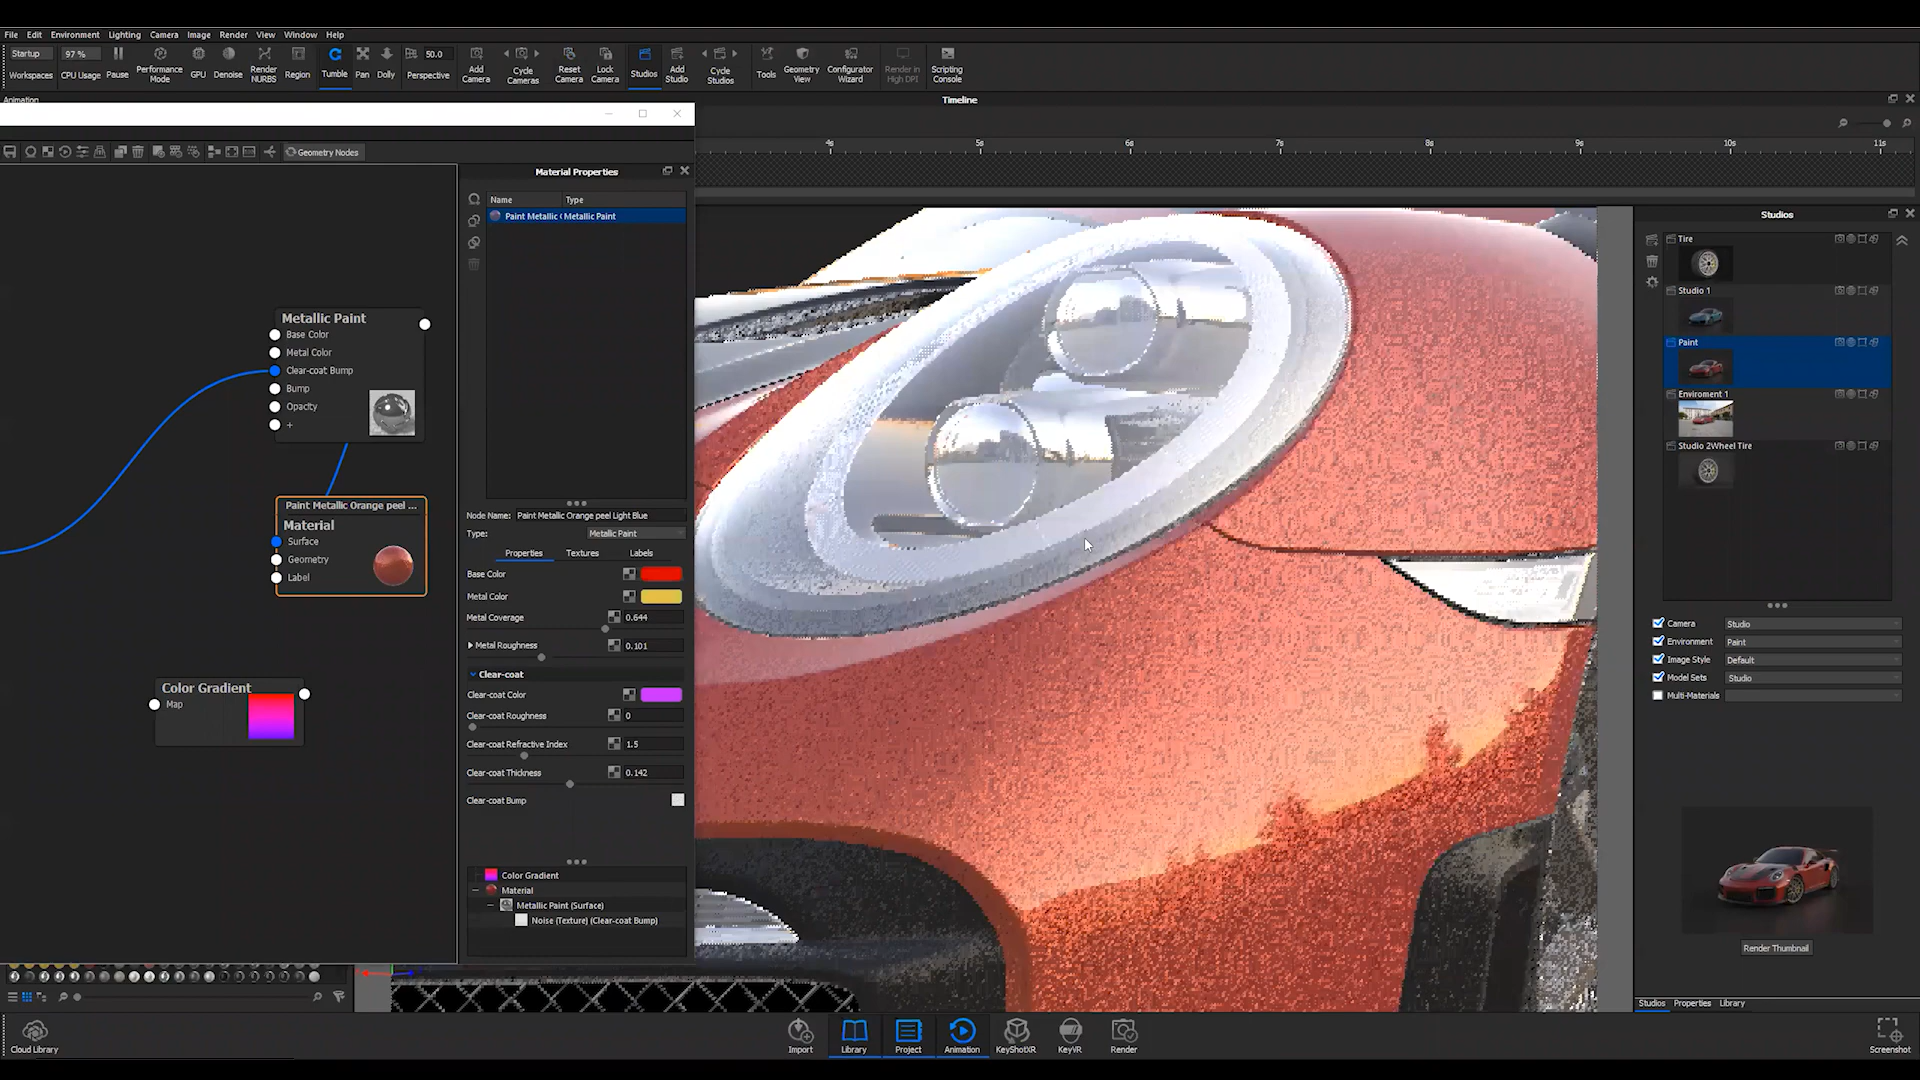 File Edit Environment Lighting Camera Image Render View Window Help
Startup 97 % 50.0
Workspaces CPU Usage Pause Performance Mode GPU Denoise Render NURBS Region Tumble Pan Dolly Perspective Add Camera Cycle Cameras Reset Camera Lock Camera Studios Add Studio Cycle Studios Tools Geometry View Configurator Wizard Render in High DPI Scripting Console
Animation
Timeline
4s 5s 6s 7s 8s 9s 10s 11s
Geometry Nodes
Material Properties
Name Type
Paint Metallic Metallic Paint
Metallic Paint
Base Color
Metal Color
Clear-coat Bump
Bump
Opacity
+
Paint Metallic Orange peel ...
Material
Surface
Geometry
Label
Color Gradient
Map
Node Name: Paint Metallic Orange peel Light Blue
Type: Metallic Paint
Properties Textures Labels
Base Color
Metal Color
Metal Coverage 0.644
Metal Roughness 0.101
Clear-coat
Clear-coat Color
Clear-coat Roughness 0
Clear-coat Refractive Index 1.5
Clear-coat Thickness 0.142
Clear-coat Bump
Color Gradient
Material
Metallic Paint (Surface)
Noise (Texture) (Clear-coat Bump)
Studios
Tire
Studio 1
Paint
Enviroment 1
Studio 2Wheel Tire
Camera Studio
Environment Paint
Image Style Default
Model Sets Studio
Multi-Materials
Render Thumbnail
Studios Properties Library
Cloud Library
Import Library Project Animation KeyShotXR KeyVR Render
Screenshot